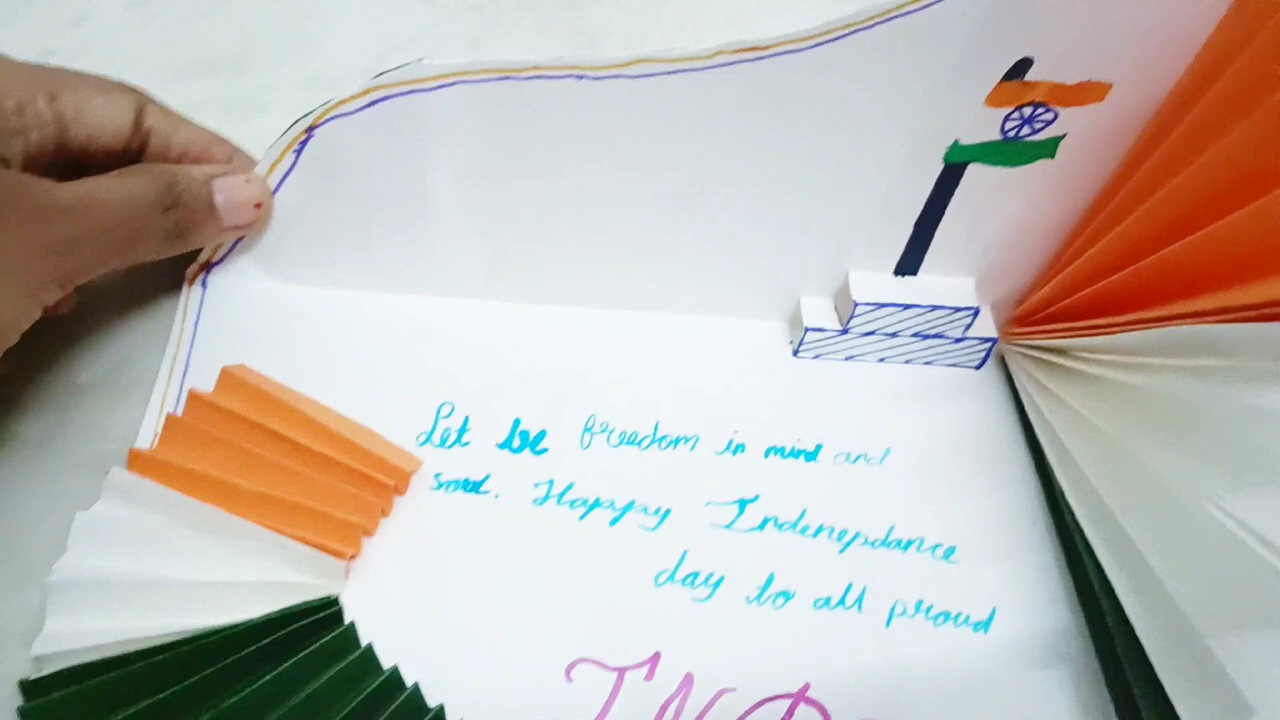 Let be freedom in mind and
soul. Happy Indenepdance
day to all proud